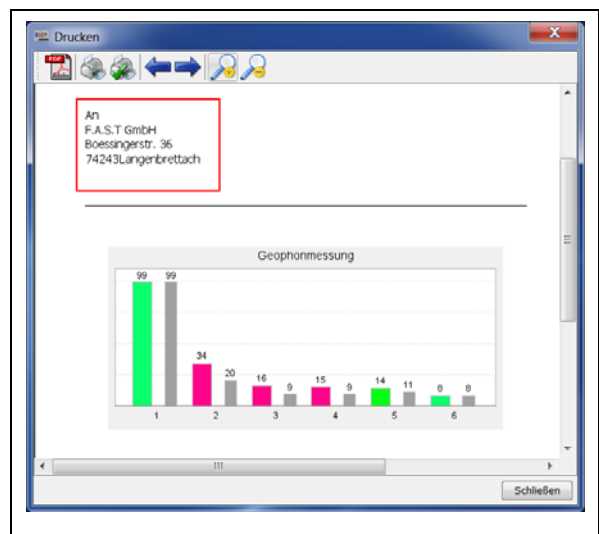 Drucken
PDF
An
F.A.S.T GmbH
Boessingerstr. 36
74243Langenbrettach
Geophonmessung
99 99
34 20
16 9
15 9
14 11
8 8
1 2 3 4 5 6
Schließen